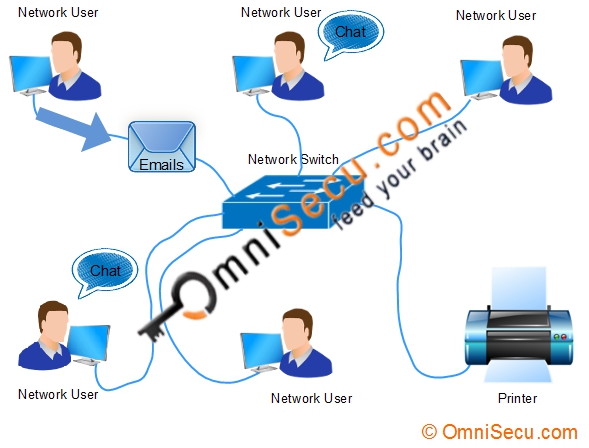 Network User
Network User
Network User
Chat
Emails
Network Switch
OmniSecu.com
feed your brain
Chat
Network User
Network User
Printer
© OmniSecu.com